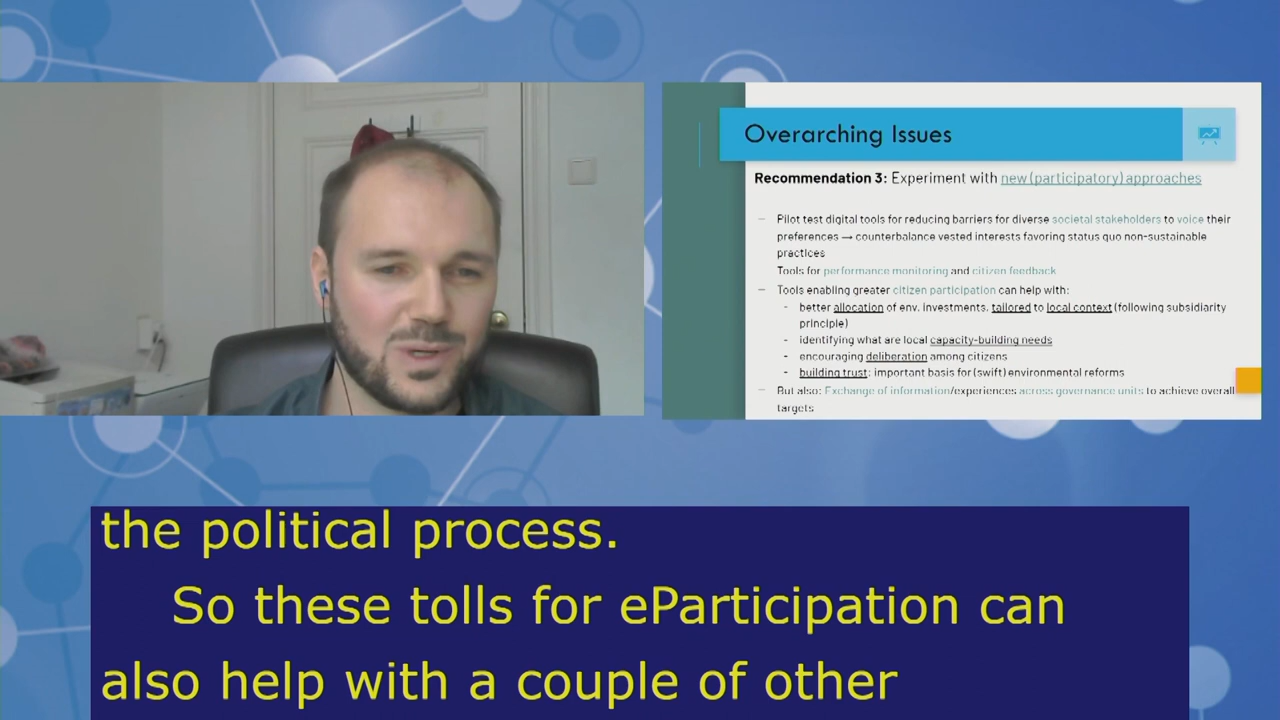 Overarching Issues
Recommendation 3: Experiment with new (participatory) approaches
– Pilot test digital tools for reducing barriers for diverse societal stakeholders to voice their
preferences → counterbalance vested interests favoring status quo non-sustainable
practices
Tools for performance monitoring and citizen feedback
– Tools enabling greater citizen participation can help with:
- better allocation of env. investments, tailored to local context (following subsidiarity
principle)
- identifying what are local capacity-building needs
- encouraging deliberation among citizens
- building trust: important basis for (swift) environmental reforms
– But also: Exchange of information/experiences across governance units to achieve overall
targets
the political process.
So these tolls for eParticipation can
also help with a couple of other